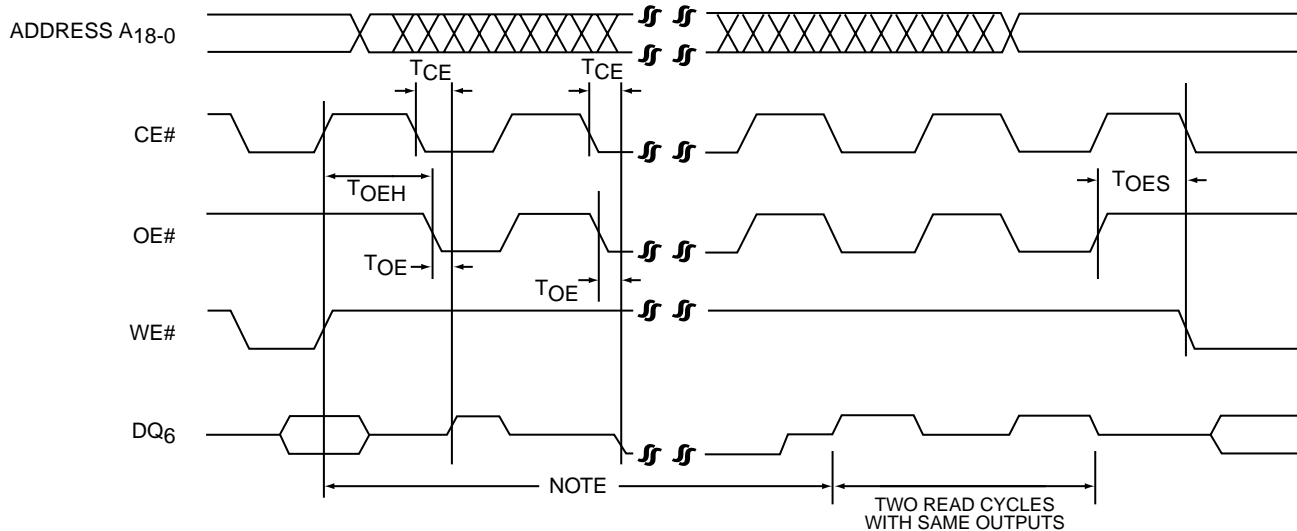 ADDRESS A18-0
TCE
TCE
CE#
TOEH
TOES
OE#
TOE
TOE
WE#
DQ6
NOTE
TWO READ CYCLES
WITH SAME OUTPUTS